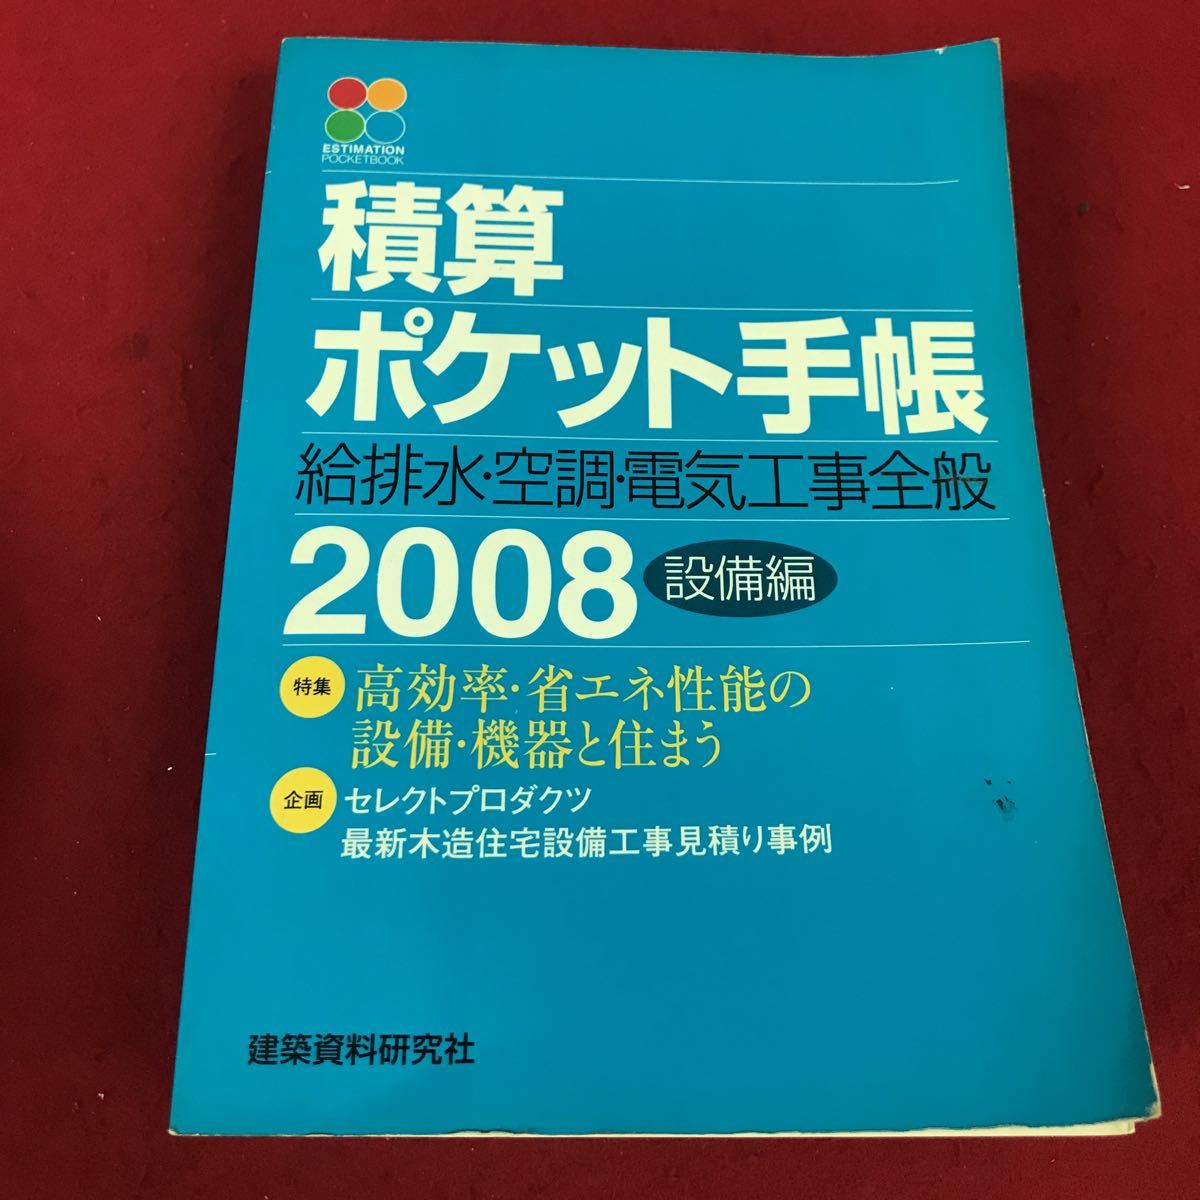 ESTIMATION
POCKETBOOK
積算
ポケット手帳
給排水・空調・電気工事全般
2008 設備編
特集 高効率・省エネ性能の
設備・機器と住まう
企画 セレクトプロダクツ
最新木造住宅設備工事見積り事例
建築資料研究社